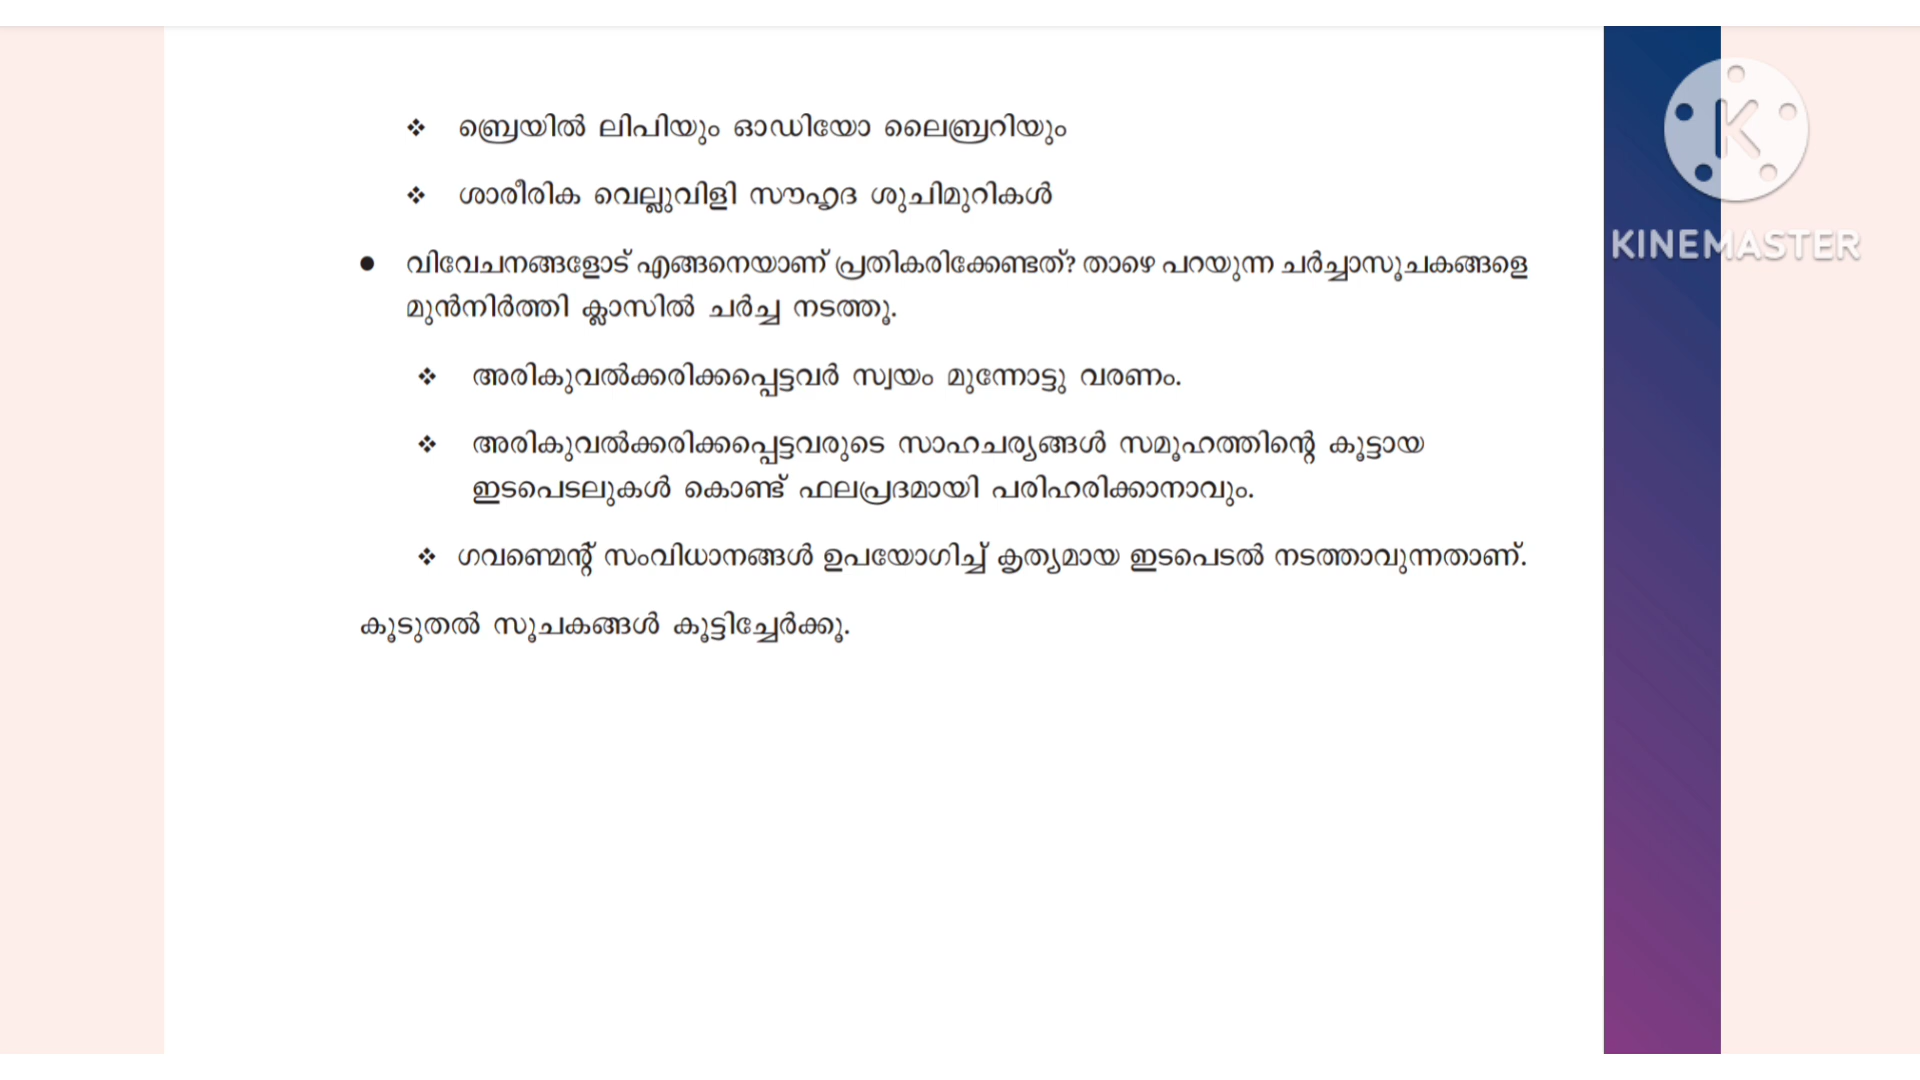 ❖ ബ്രെയിൽ ലിപിയും ഓഡിയോ ലൈബ്രറിയും
❖ ശാരീരിക വെല്ലുവിളി സൗഹൃദ ശുചിമുറികൾ
● വിവേചനങ്ങളോട് എങ്ങനെയാണ് പ്രതികരിക്കേണ്ടത്? താഴെ പറയുന്ന ചർച്ചാസൂചകങ്ങളെ
മുൻനിർത്തി ക്ലാസിൽ ചർച്ച നടത്തൂ.
❖ അരികുവൽക്കരിക്കപ്പെട്ടവർ സ്വയം മുന്നോട്ടു വരണം.
❖ അരികുവൽക്കരിക്കപ്പെട്ടവരുടെ സാഹചര്യങ്ങൾ സമൂഹത്തിന്റെ കൂട്ടായ
ഇടപെടലുകൾ കൊണ്ട് ഫലപ്രദമായി പരിഹരിക്കാനാവും.
❖ ഗവണ്മെന്റ് സംവിധാനങ്ങൾ ഉപയോഗിച്ച് കൃത്യമായ ഇടപെടൽ നടത്താവുന്നതാണ്.
കൂടുതൽ സൂചകങ്ങൾ കൂട്ടിച്ചേർക്കൂ.
K
KINEMASTER